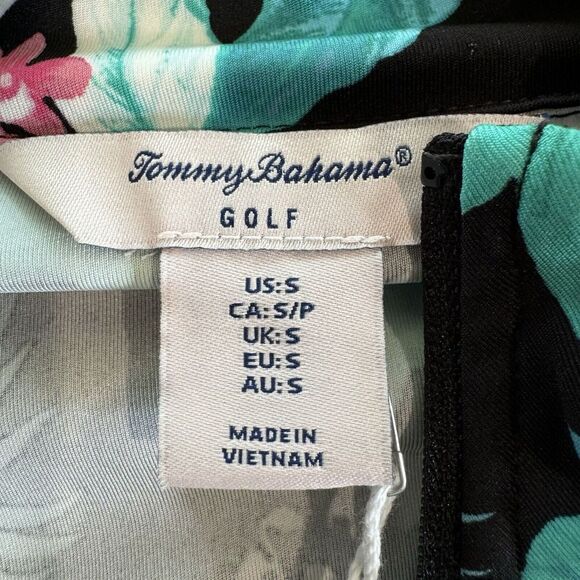 Tommy Bahama®
GOLF
US:S
CA:S/P
UK:S
EU:S
AU:S
MADE IN
VIETNAM